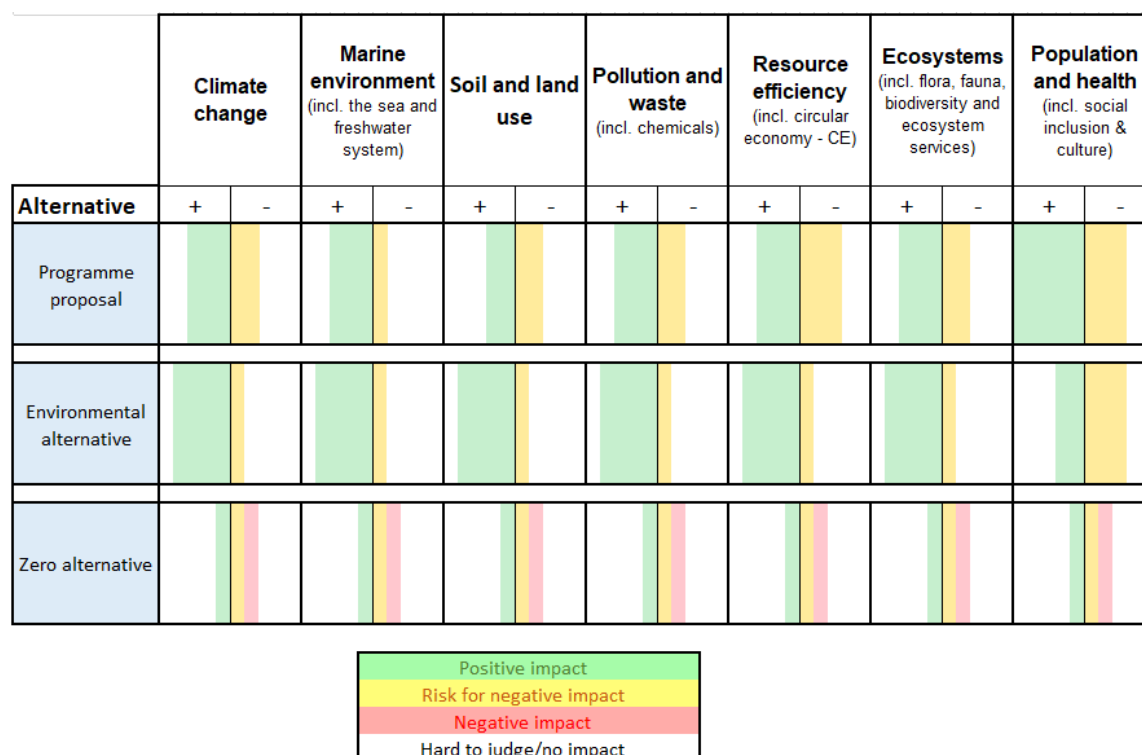 Climate
change
Marine
environment
(incl. the sea and
freshwater
system)
Soil and land
use
Pollution and
waste
(incl. chemicals)
Resource
efficiency
(incl. circular
economy - CE)
Ecosystems
(incl. flora, fauna,
biodiversity and
ecosystem
services)
Population
and health
(incl. social
inclusion &
culture)
Alternative + - + - + - + - + - + - + -
Programme
proposal
Environmental
alternative
Zero alternative
Positive impact
Risk for negative impact
Negative impact
Hard to judge/no impact